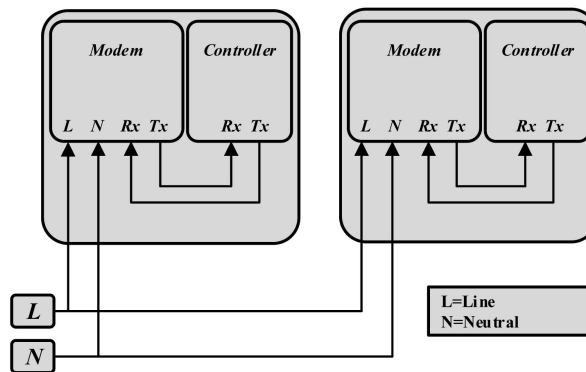 Modem Controller
L N Rx Tx Rx Tx
Modem Controller
L N Rx Tx Rx Tx
L
N
L=Line
N=Neutral